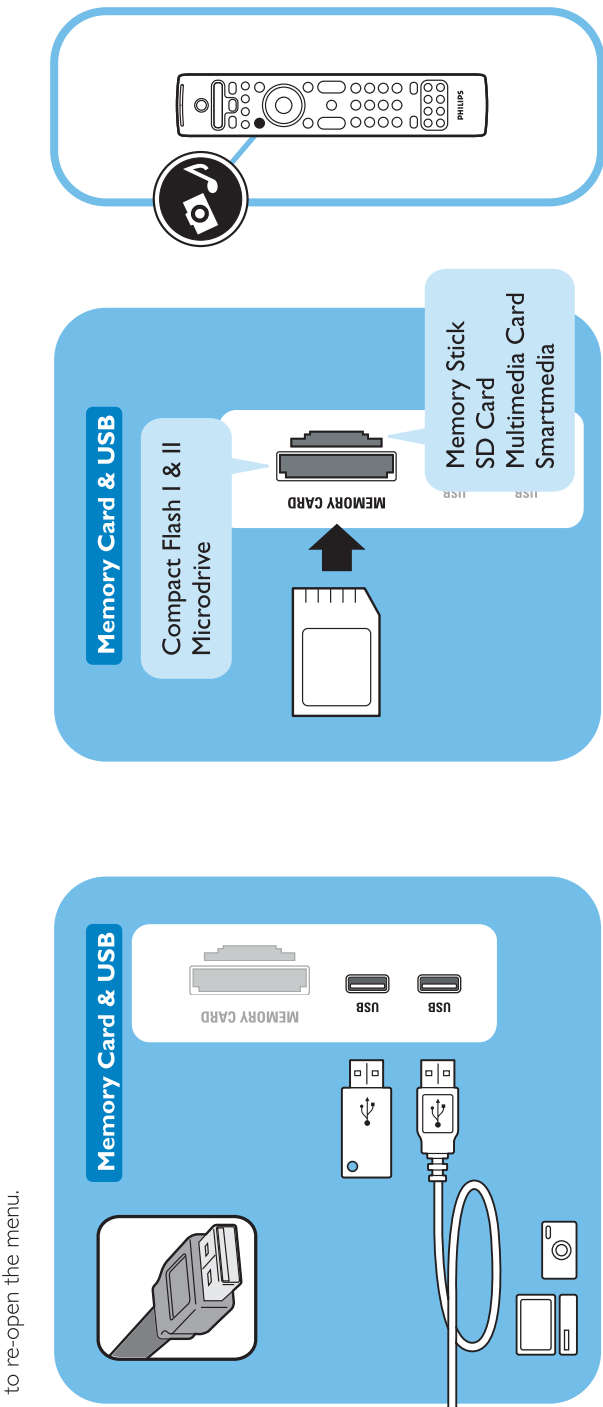 to re-open the menu.
Memory Card & USB
MEMORY CARD
USB
USB
Memory Card & USB
Compact Flash I & II
Microdrive
MEMORY CARD
USB
USB
Memory Stick
SD Card
Multimedia Card
Smartmedia
PHILIPS